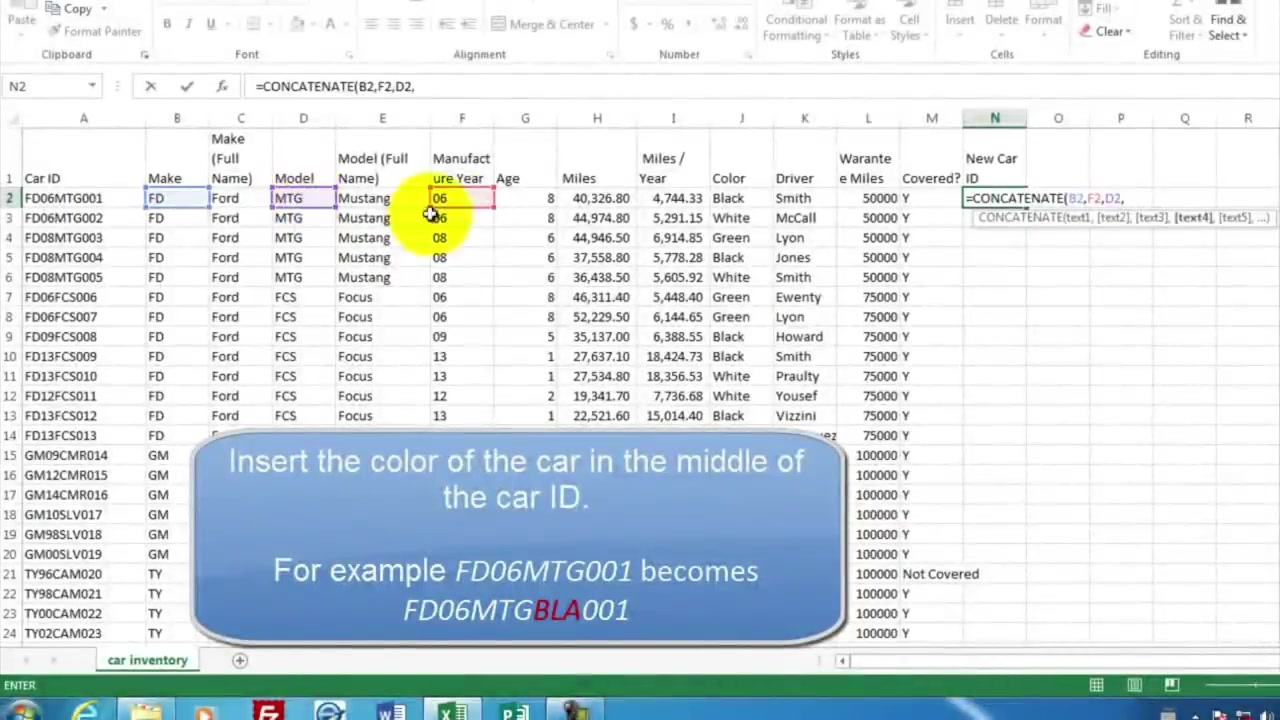 Copy
Paste
Format Painter
Clipboard
B I U
Font
Merge & Center
Alignment
$ % ,
Number
Conditional Formatting
Format as Table
Cell Styles
Styles
Insert Delete Format
Cells
Fill
Clear
Sort & Filter
Find & Select
Editing
N2 fx =CONCATENATE(B2,F2,D2,
A B C D E F G H I J K L M N O P Q R
1 Car ID Make Make (Full Name) Model Model (Full Name) Manufacture Year Age Miles Miles / Year Color Driver Warantee Miles Covered? New Car ID
2 FD06MTG001 FD Ford MTG Mustang 06 8 40,326.80 4,744.33 Black Smith 50000 Y =CONCATENATE(B2,F2,D2,
CONCATENATE(text1, [text2], [text3], [text4], [text5], ...)
3 FD06MTG002 FD Ford MTG Mustang 06 8 44,974.80 5,291.15 White McCall 50000 Y
4 FD08MTG003 FD Ford MTG Mustang 08 6 44,946.50 6,914.85 Green Lyon 50000 Y
5 FD08MTG004 FD Ford MTG Mustang 08 6 37,558.80 5,778.28 Black Jones 50000 Y
6 FD08MTG005 FD Ford MTG Mustang 08 6 36,438.50 5,605.92 White Smith 50000 Y
7 FD06FCS006 FD Ford FCS Focus 06 8 46,311.40 5,448.40 Green Ewenty 75000 Y
8 FD06FCS007 FD Ford FCS Focus 06 8 52,229.50 6,144.65 Green Lyon 75000 Y
9 FD09FCS008 FD Ford FCS Focus 09 5 35,137.00 6,388.55 Black Howard 75000 Y
10 FD13FCS009 FD Ford FCS Focus 13 1 27,637.10 18,424.73 Black Smith 75000 Y
11 FD13FCS010 FD Ford FCS Focus 13 1 27,534.80 18,356.53 White Praulty 75000 Y
12 FD12FCS011 FD Ford FCS Focus 12 2 19,341.70 7,736.68 White Yousef 75000 Y
13 FD13FCS012 FD Ford FCS Focus 13 1 22,521.60 15,014.40 Black Vizzini 75000 Y
14 FD13FCS013 FD 75000 Y
15 GM09CMR014 GM 100000 Y
16 GM12CMR015 GM 100000 Y
17 GM14CMR016 GM 100000 Y
18 GM10SLV017 GM 100000 Y
19 GM98SLV018 GM 100000 Y
20 GM00SLV019 GM 100000 Y
21 TY96CAM020 TY 100000 Not Covered
22 TY98CAM021 TY 100000 Y
23 TY00CAM022 TY 100000 Y
24 TY02CAM023 TY 100000 Y
Insert the color of the car in the middle of
the car ID.
For example FD06MTG001 becomes
FD06MTGBLA001
car inventory
ENTER